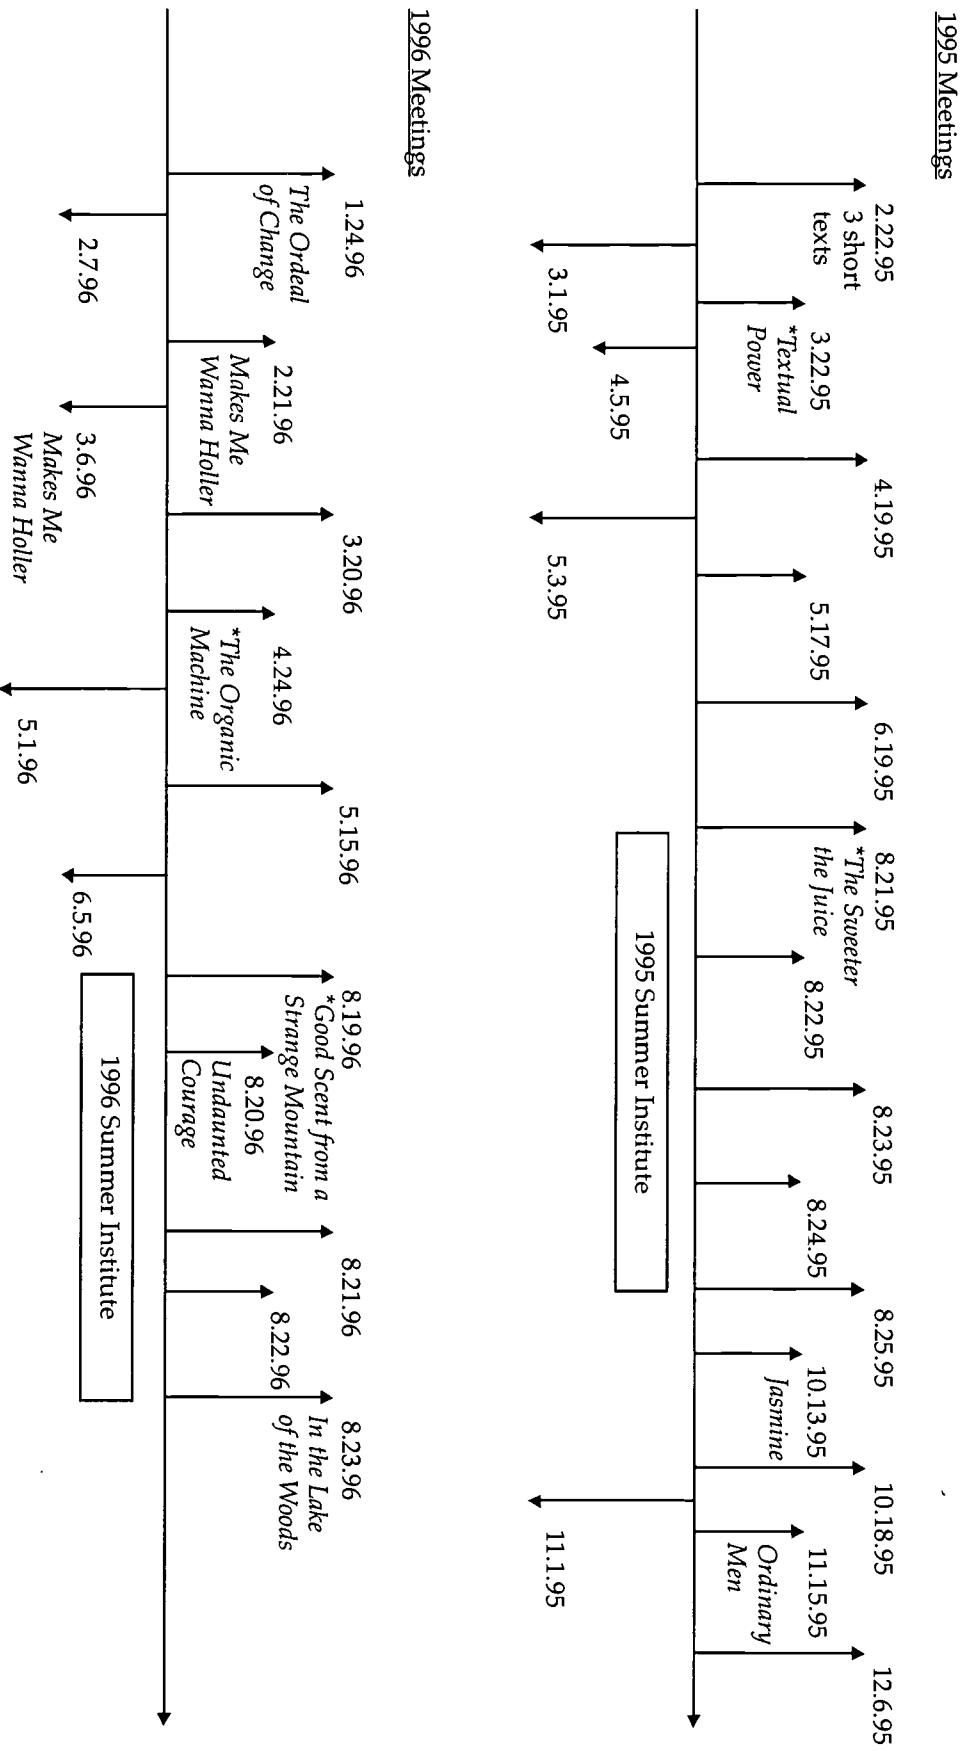 1995 Meetings
2.22.95
3 short
texts
3.1.95
3.22.95
*Textual
Power
4.5.95
4.19.95
5.3.95
5.17.95
6.19.95
8.21.95
*The Sweeter
the Juice
8.22.95
8.23.95
8.24.95
8.25.95
1995 Summer Institute
10.13.95
Jasmine
10.18.95
11.1.95
11.15.95
Ordinary
Men
12.6.95
1996 Meetings
1.24.96
The Ordeal
of Change
2.7.96
2.21.96
Makes Me
Wanna Holler
3.6.96
Makes Me
Wanna Holler
3.20.96
4.24.96
*The Organic
Machine
5.1.96
5.15.96
6.5.96
8.19.96
*Good Scent from a
Strange Mountain
8.20.96
Undaunted
Courage
8.21.96
8.22.96
8.23.96
In the Lake
of the Woods
1996 Summer Institute